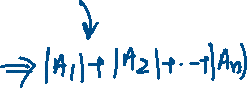 ⇒ |A₁| + |A₂| + ·· + |Aₙ)